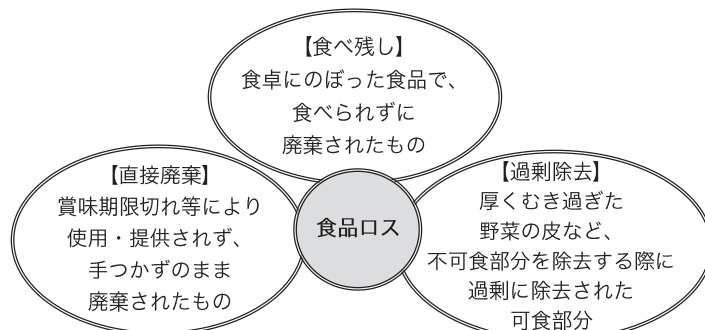 【食べ残し】
食卓にのぼった食品で、
食べられずに
廃棄されたもの
【直接廃棄】
賞味期限切れ等により
使用・提供されず、
手つかずのまま
廃棄されたもの
食品ロス
【過剰除去】
厚くむき過ぎた
野菜の皮など、
不可食部分を除去する際に
過剰に除去された
可食部分